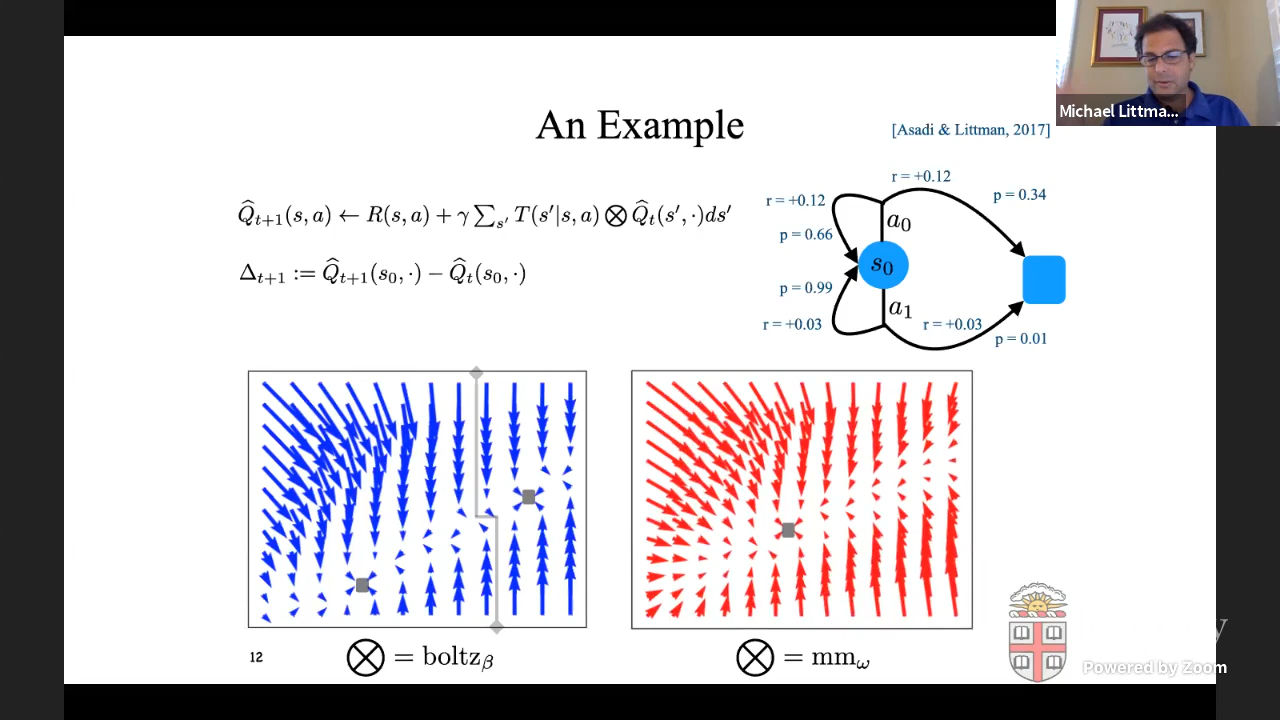 Michael Littma...
An Example
[Asadi & Littman, 2017]
r = +0.12
r = +0.12
p = 0.34
a₀
p = 0.66
s₀
p = 0.99
a₁
r = +0.03
r = +0.03
p = 0.01
Q̂ₜ₊₁(s, a) ← R(s, a) + γ ∑ₛ′ T(s′|s, a) ⨂ Q̂ₜ(s′, ·)ds′
Δₜ₊₁ := Q̂ₜ₊₁(s₀, ·) − Q̂ₜ(s₀, ·)
12
⨂ = boltzᵦ
⨂ = mm_ω
y
Powered by Zoom